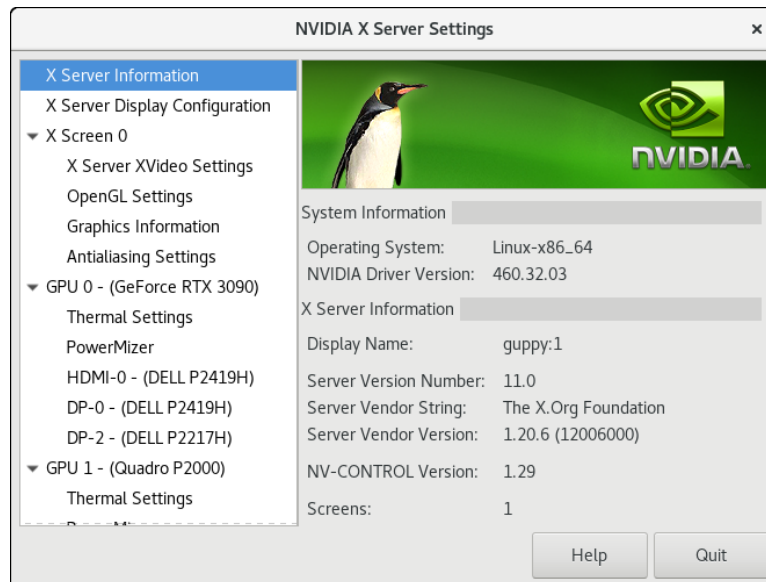 NVIDIA X Server Settings
X Server Information
X Server Display Configuration
X Screen 0
X Server XVideo Settings
OpenGL Settings
Graphics Information
Antialiasing Settings
GPU 0 - (GeForce RTX 3090)
Thermal Settings
PowerMizer
HDMI-0 - (DELL P2419H)
DP-0 - (DELL P2419H)
DP-2 - (DELL P2217H)
GPU 1 - (Quadro P2000)
Thermal Settings
NVIDIA.
System Information
Operating System: Linux-x86_64
NVIDIA Driver Version: 460.32.03
X Server Information
Display Name: guppy:1
Server Version Number: 11.0
Server Vendor String: The X.Org Foundation
Server Vendor Version: 1.20.6 (12006000)
NV-CONTROL Version: 1.29
Screens: 1
Help
Quit